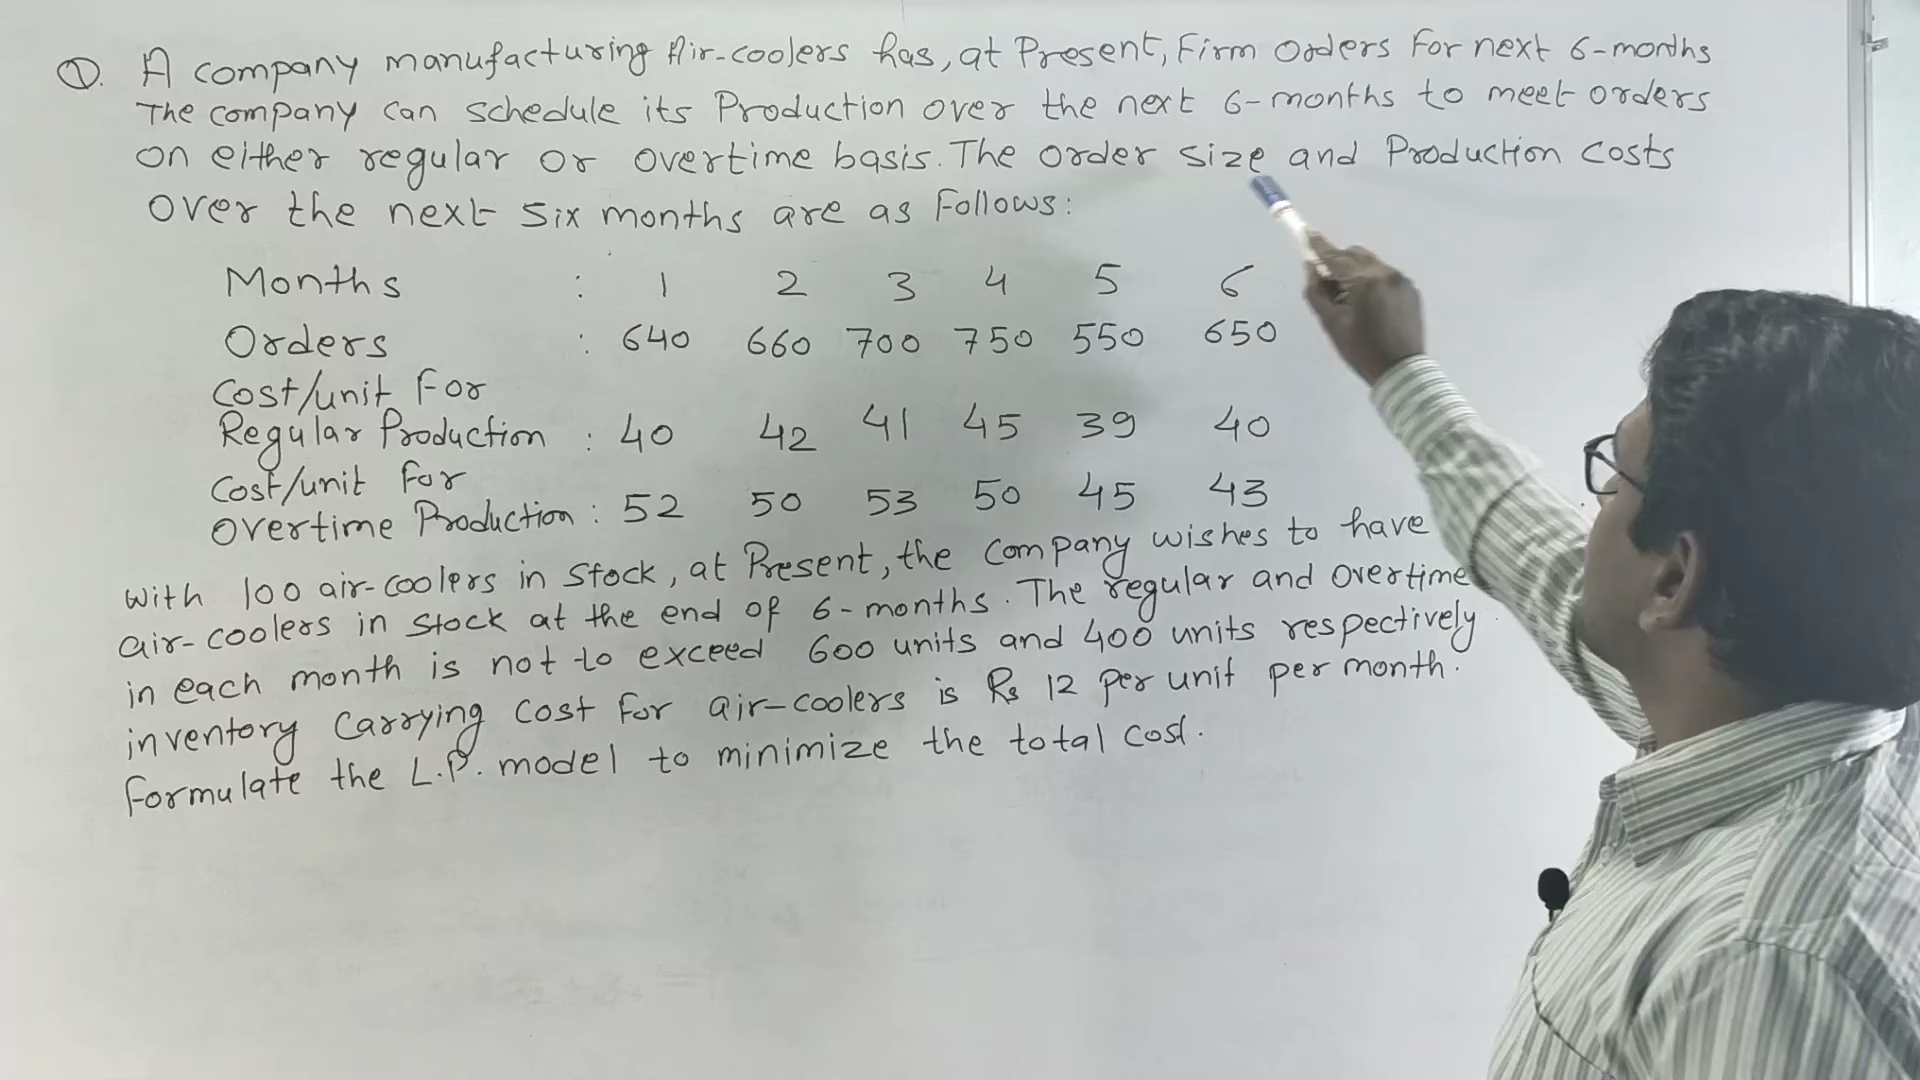 ①. A company manufacturing Air-coolers has, at Present, Firm Orders For next 6-months
The company can schedule its Production over the next 6-months to meet orders
on either regular or overtime basis. The order size and Production costs
over the next six months are as Follows:
Months : 1 2 3 4 5 6
Orders : 640 660 700 750 550 650
Cost/unit For
Regular Production : 40 42 41 45 39 40
Cost/unit For
overtime Production : 52 50 53 50 45 43
With 100 air-coolers in stock, at Present, the company wishes to have
air-coolers in stock at the end of 6-months. The regular and overtime
in each month is not to exceed 600 units and 400 units respectively
inventory carrying cost for air-coolers is Rs 12 per unit per month.
Formulate the L.P. model to minimize the total cost.